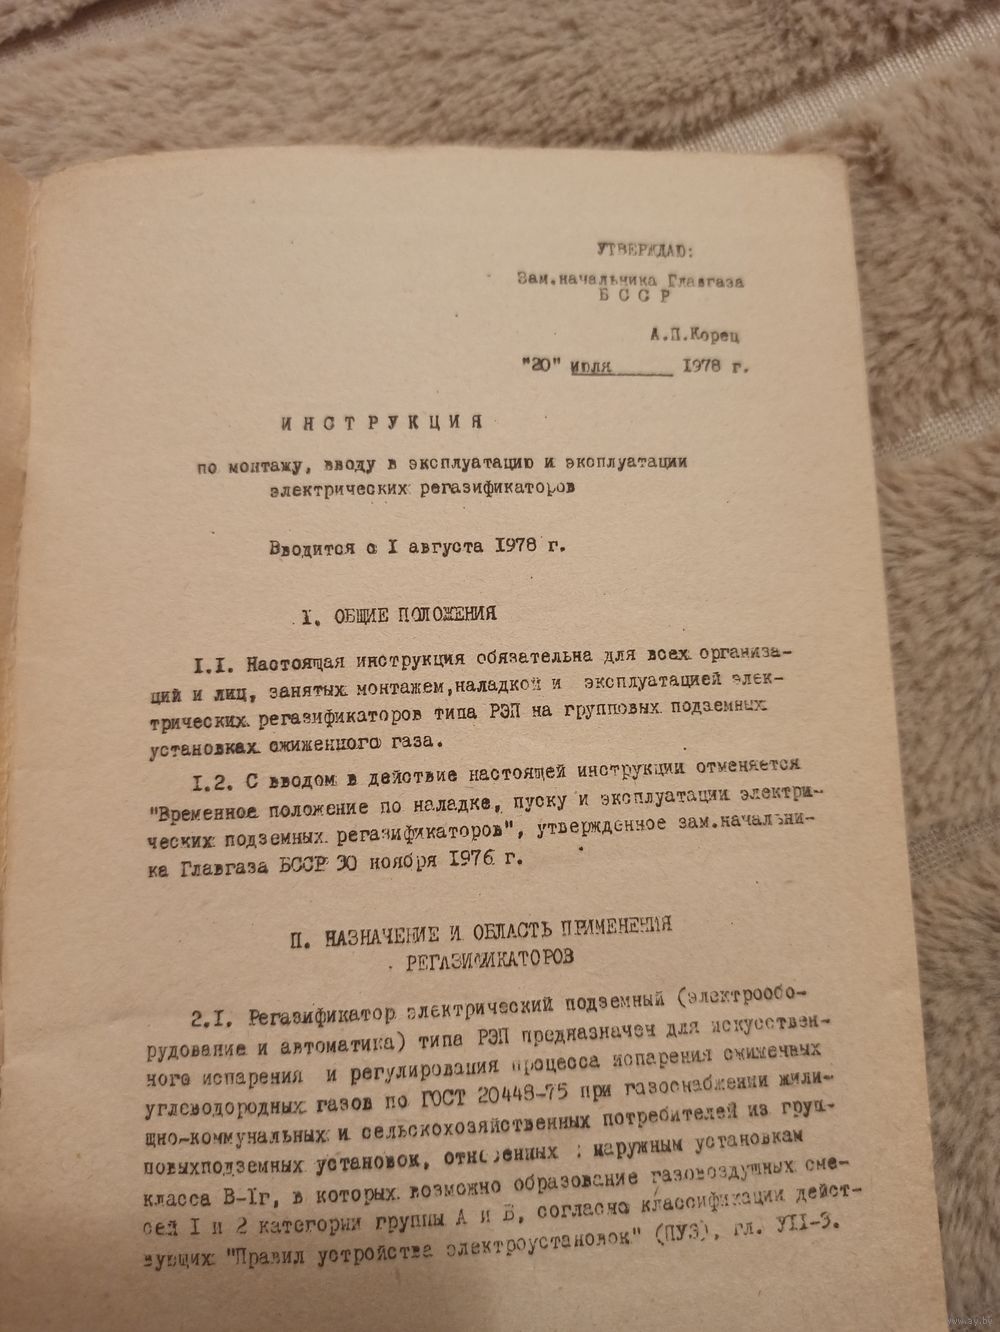 УТВЕРЖДАЮ:
Зам.начальника Главгаза
Б С С Р
А.П.Корец
"20" июля 1978 г.
И Н С Т Р У К Ц И Я
по монтажу, вводу в эксплуатацию и эксплуатации
электрических регазификаторов
Вводится с I августа 1978 г.
I. ОБЩИЕ ПОЛОЖЕНИЯ
I.I. Настоящая инструкция обязательна для всех организа-
ций и лиц, занятых монтажем,наладкой и эксплуатацией элек-
трических регазификаторов типа РЭП на групповых подземных
установках сжиженного газа.
I.2. С вводом в действие настоящей инструкции отменяется
"Временное положение по наладке, пуску и эксплуатации электри-
ческих подземных регазификаторов", утвержденное зам.начальни-
ка Главгаза БССР 30 ноября 1976 г.
П. НАЗНАЧЕНИЕ И ОБЛАСТЬ ПРИМЕНЕНИЯ
РЕГАЗИФИКАТОРОВ
2.I. Регазификатор электрический подземный (электрообо-
рудование и автоматика) типа РЭП предназначен для искусствен-
ного испарения и регулирования процесса испарения сжиженных
углеводородных газов по ГОСТ 20448-75 при газоснабжении жили-
щно-коммунальных и сельскохозяйственных потребителей из груп-
повыхподземных установок, отнесенных к наружным установкам
класса В-Iг, в которых возможно образование газовоздушных сме-
сей I и 2 категории группы А и Б, согласно классификации дейст-
вующих "Правил устройства электроустановок" (ПУЭ), гл. УII-3.
www.ay.by